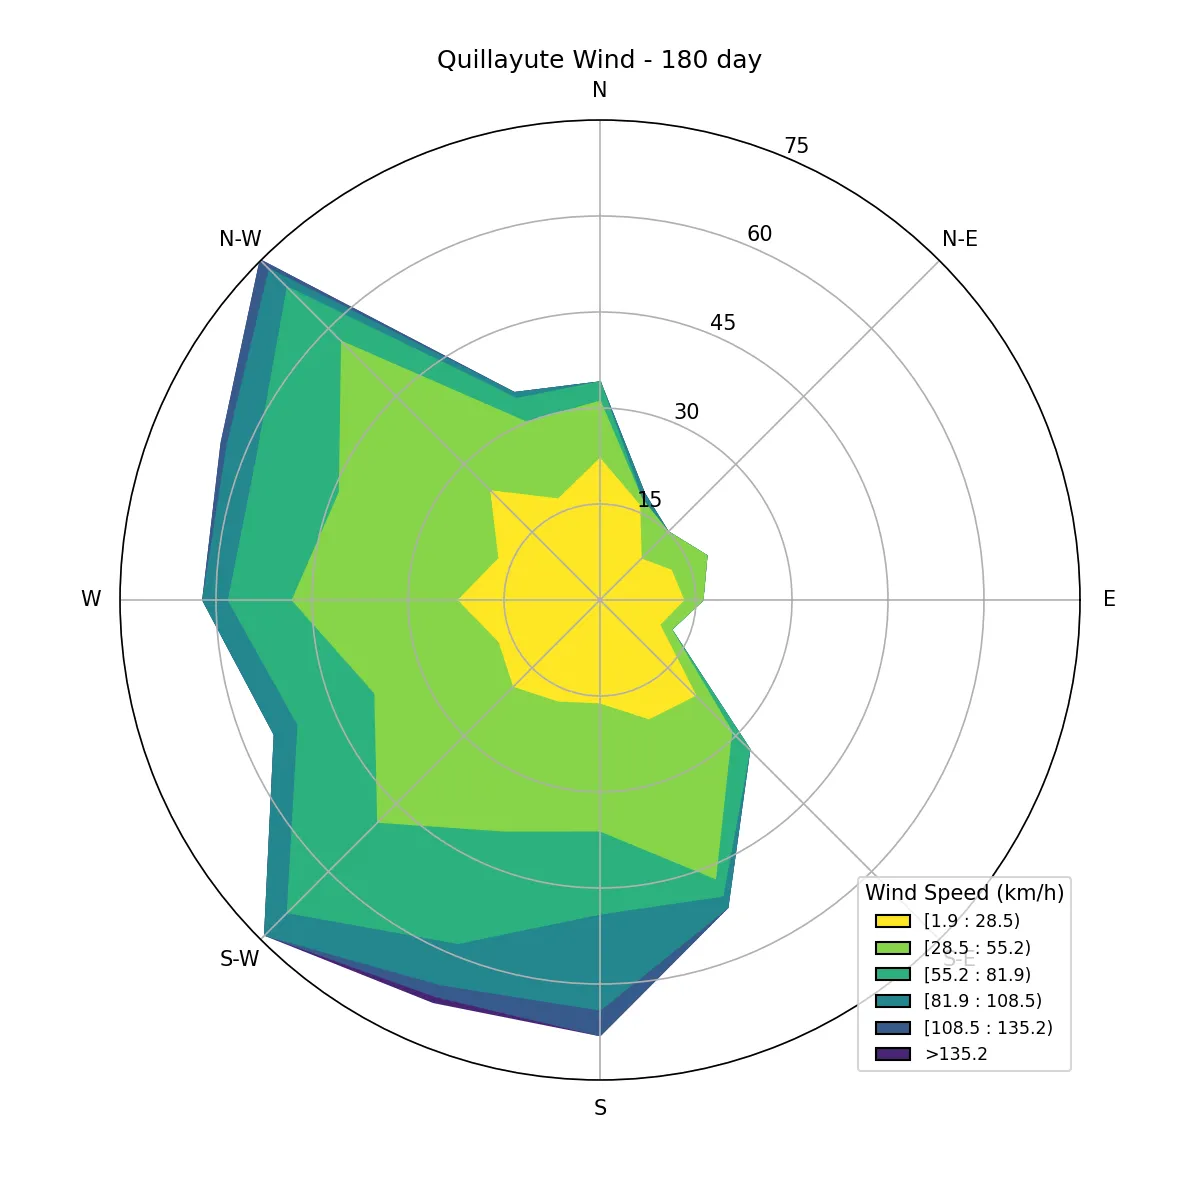 Quillayute Wind - 180 day
N
75
N-W
60
N-E
45
30
15
W
E
S-W
S-E
S
Wind Speed (km/h)
[1.9 : 28.5)
[28.5 : 55.2)
[55.2 : 81.9)
[81.9 : 108.5)
[108.5 : 135.2)
>135.2